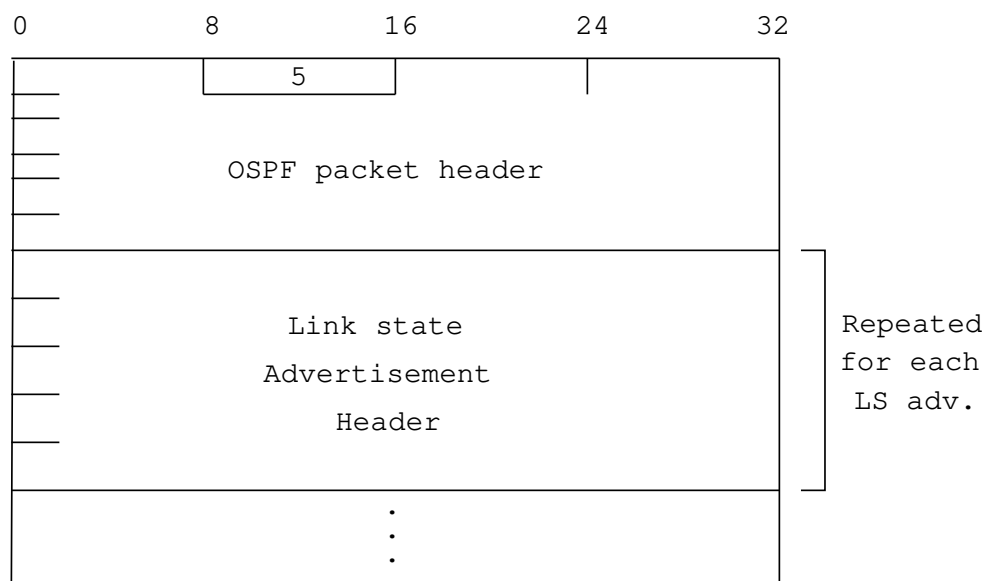 0 8 16 24 32
5
OSPF packet header
Link state
Advertisement
Header
Repeated
for each
LS adv.
.
.
.